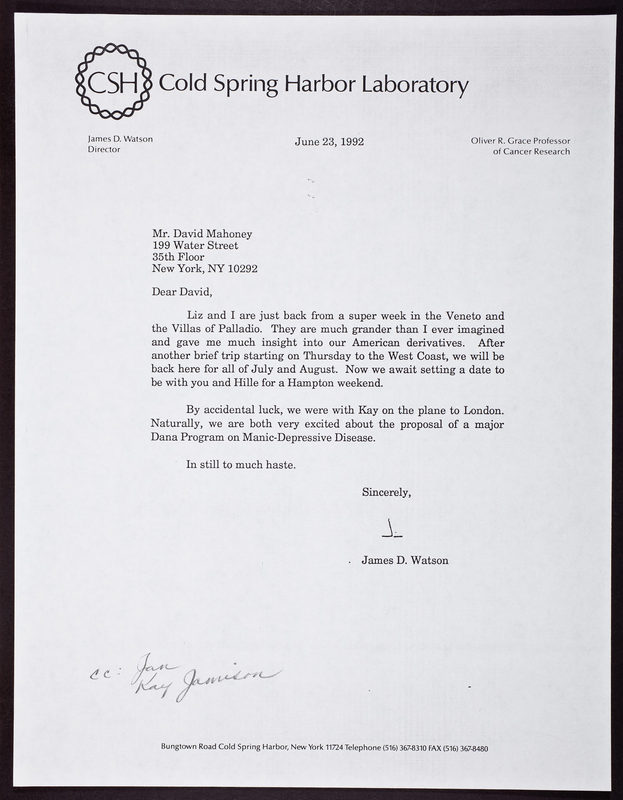 CSH Cold Spring Harbor Laboratory
James D. Watson
Director
June 23, 1992
Oliver R. Grace Professor
of Cancer Research
Mr. David Mahoney
199 Water Street
35th Floor
New York, NY 10292
Dear David,
Liz and I are just back from a super week in the Veneto and
the Villas of Palladio. They are much grander than I ever imagined
and gave me much insight into our American derivatives. After
another brief trip starting on Thursday to the West Coast, we will be
back here for all of July and August. Now we await setting a date to
be with you and Hille for a Hampton weekend.
By accidental luck, we were with Kay on the plane to London.
Naturally, we are both very excited about the proposal of a major
Dana Program on Manic-Depressive Disease.
In still to much haste.
Sincerely,
Jim
James D. Watson
cc: Jan
Kay Jamison
Bungtown Road Cold Spring Harbor, New York 11724 Telephone (516) 367-8310 FAX (516) 367-8480